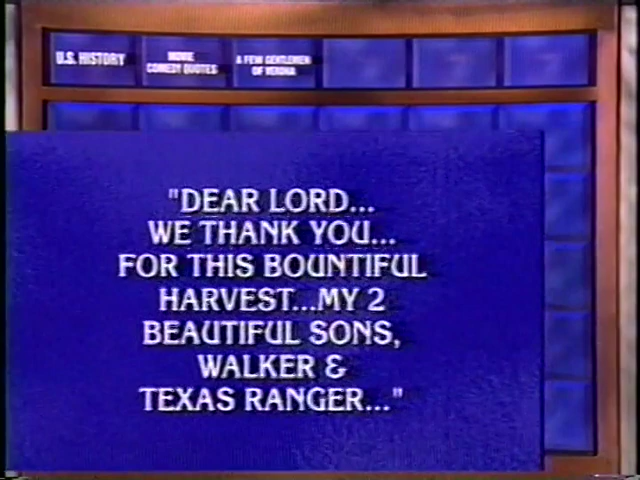 U.S. HISTORY
MOVIE
COMEDY QUOTES
A FEW GENTLEMEN
OF VERONA
"DEAR LORD...
WE THANK YOU...
FOR THIS BOUNTIFUL
HARVEST...MY 2
BEAUTIFUL SONS,
WALKER &
TEXAS RANGER..."